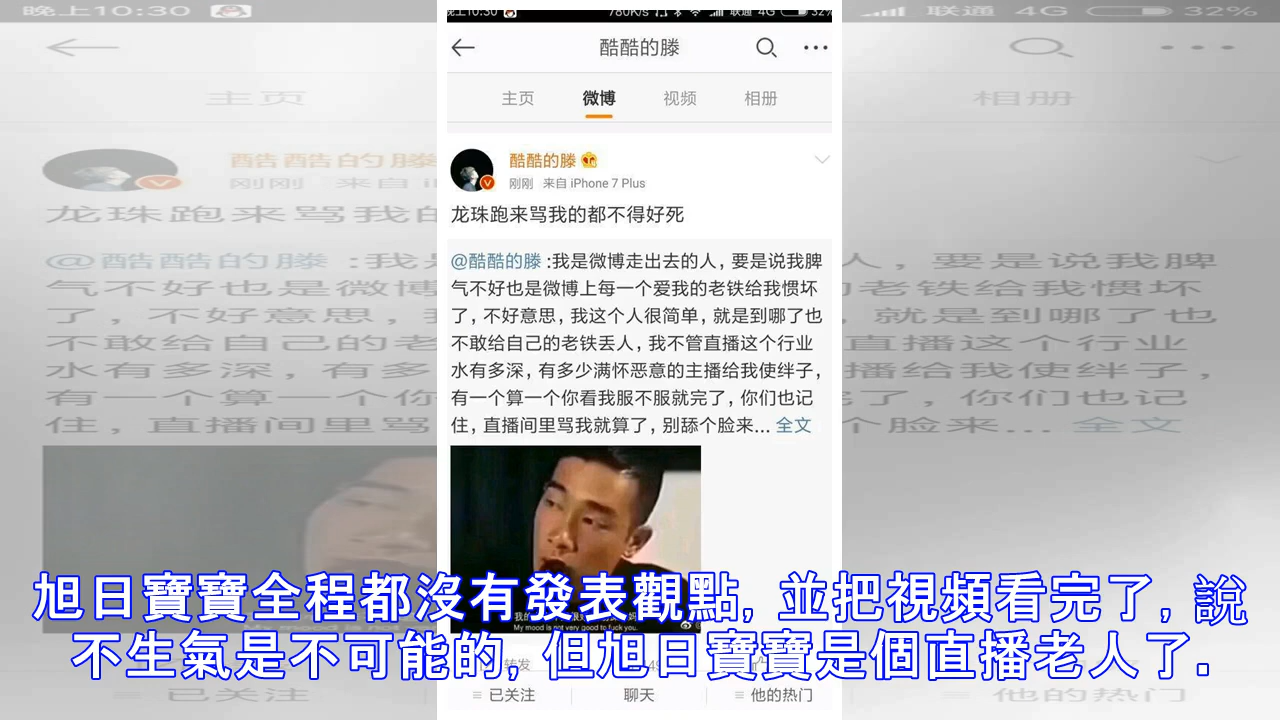 晚上10:30
780K/s 联通 4G 32%
酷酷的滕
主页 微博 视频 相册
酷酷的滕
刚刚 来自 iPhone 7 Plus
龙珠跑来骂我的都不得好死
@酷酷的滕 :我是微博走出去的人，要是说我脾
气不好也是微博上每一个爱我的老铁给我惯坏
了，不好意思，我这个人很简单，就是到哪了也
不敢给自己的老铁丢人，我不管直播这个行业
水有多深，有多少满怀恶意的主播给我使绊子，
有一个算一个你看我服不服就完了，你们也记
住，直播间里骂我就算了，别舔个脸来... 全文
My mood is not very good to fuck you.
旭日寶寶全程都沒有發表觀點, 並把視頻看完了, 說
不生氣是不可能的, 但旭日寶寶是個直播老人了.
转发
已关注 聊天 他的热门